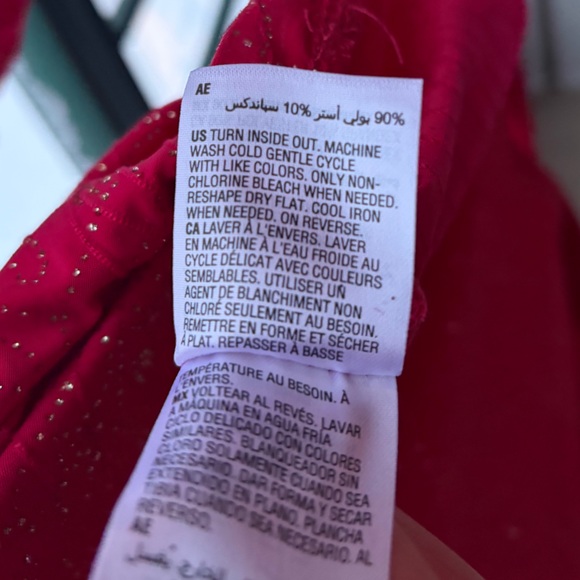 AE
90% بولي أستر 10% سباندكس
US TURN INSIDE OUT. MACHINE
WASH COLD GENTLE CYCLE
WITH LIKE COLORS. ONLY NON-
CHLORINE BLEACH WHEN NEEDED.
RESHAPE DRY FLAT. COOL IRON
WHEN NEEDED. ON REVERSE.
CA LAVER À L'ENVERS. LAVER
EN MACHINE À L'EAU FROIDE AU
CYCLE DÉLICAT AVEC COULEURS
SEMBLABLES. UTILISER UN
AGENT DE BLANCHIMENT NON
CHLORÉ SEULEMENT AU BESOIN.
REMETTRE EN FORME ET SÉCHER
À PLAT. REPASSER À BASSE
TEMPÉRATURE AU BESOIN. À
L'ENVERS.
MX VOLTEAR AL REVÉS. LAVAR
A MÁQUINA EN AGUA FRÍA
CICLO DELICADO CON COLORES
SIMILARES. BLANQUEADOR SIN
CLORO SOLAMENTE CUANDO SEA
NECESARIO. DAR FORMA Y SECAR
EXTENDIDO EN PLANO. PLANCHA
TIBIA CUANDO SEA NECESARIO. AL
REVERSO.
AE